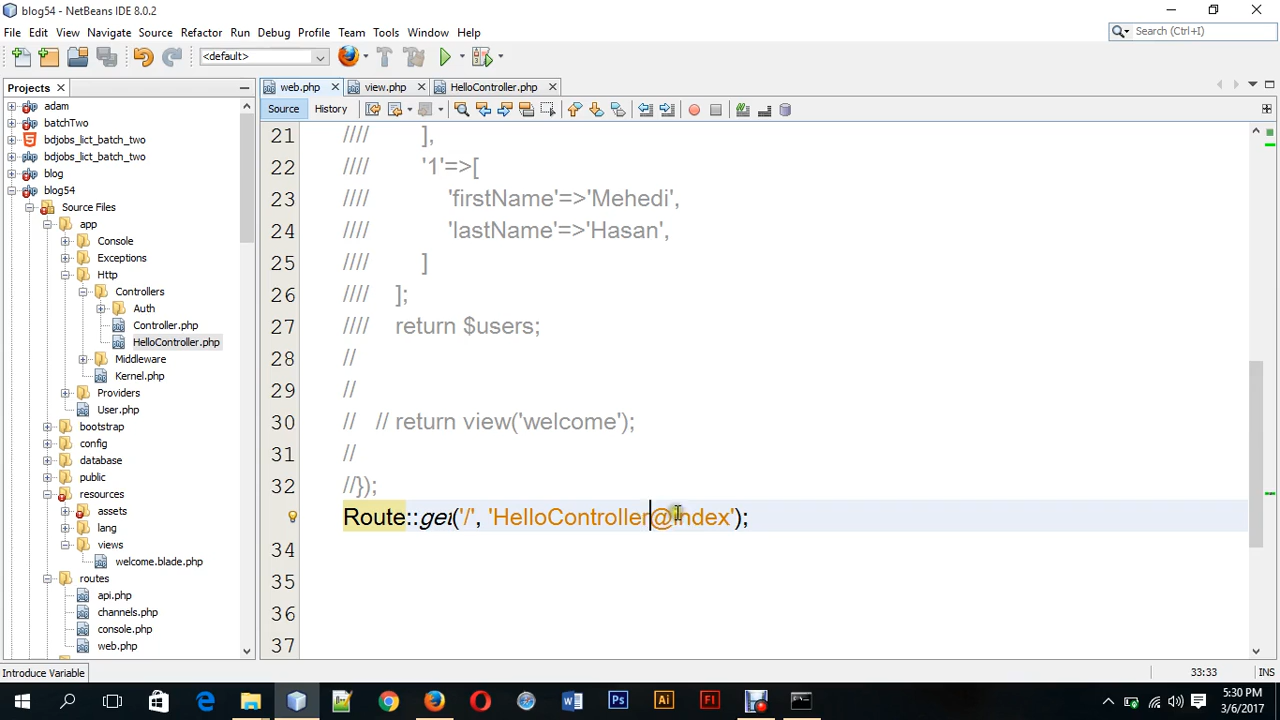 blog54 - NetBeans IDE 8.0.2
File Edit View Navigate Source Refactor Run Debug Profile Team Tools Window Help
Search (Ctrl+I)
<default>
Projects
web.php
view.php
HelloController.php
Source
History
adam
batchTwo
bdjobs_lict_batch_two
bdjobs_lict_batch_two
blog
blog54
Source Files
app
Console
Exceptions
Http
Controllers
Auth
Controller.php
HelloController.php
Middleware
Kernel.php
Providers
User.php
bootstrap
config
database
public
resources
assets
lang
views
welcome.blade.php
routes
api.php
channels.php
console.php
web.php
21 //// ],
22 //// '1'=>[
23 //// 'firstName'=>'Mehedi',
24 //// 'lastName'=>'Hasan',
25 //// ]
26 //// ];
27 //// return $users;
28 //
29 //
30 // // return view('welcome');
31 //
32 //});
Route::get('/', 'HelloController@index');
34
35
36
37
Introduce Variable
33:33
INS
W
Ps
Ai
Fl
5:30 PM
3/6/2017